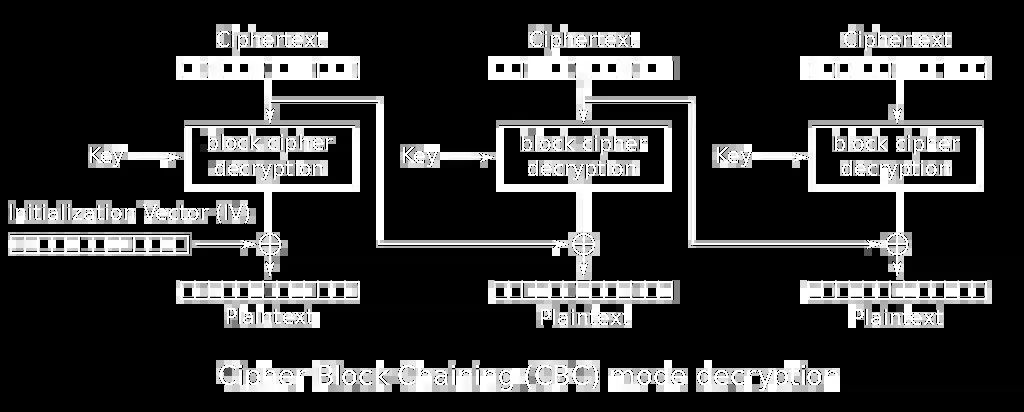 Ciphertext Ciphertext Ciphertext
block cipher decryption block cipher decryption block cipher decryption
Key Key Key
Initialization Vector (IV)
Plaintext Plaintext Plaintext
Cipher Block Chaining (CBC) mode decryption